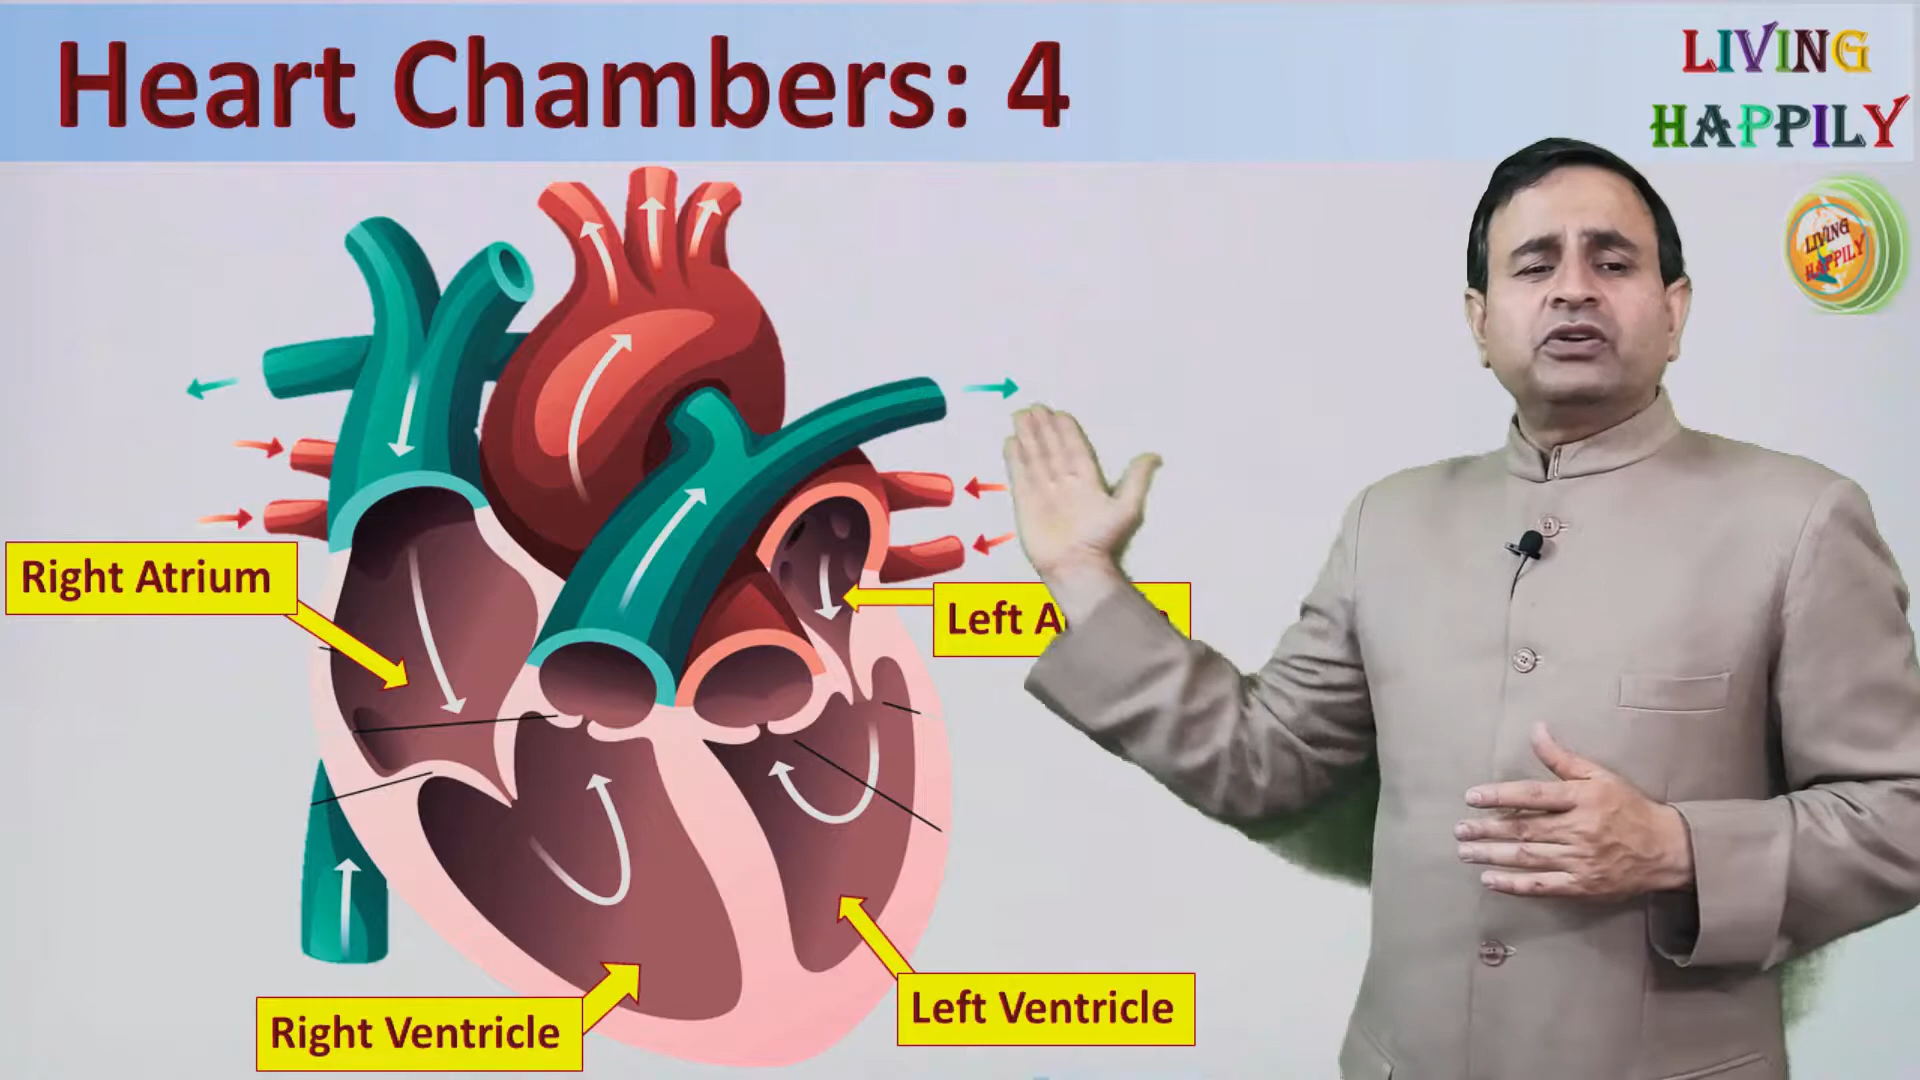 Heart Chambers: 4
LIVING
HAPPILY
LIVING
HAPPILY
Right Atrium
Left
Left Ventricle
Right Ventricle